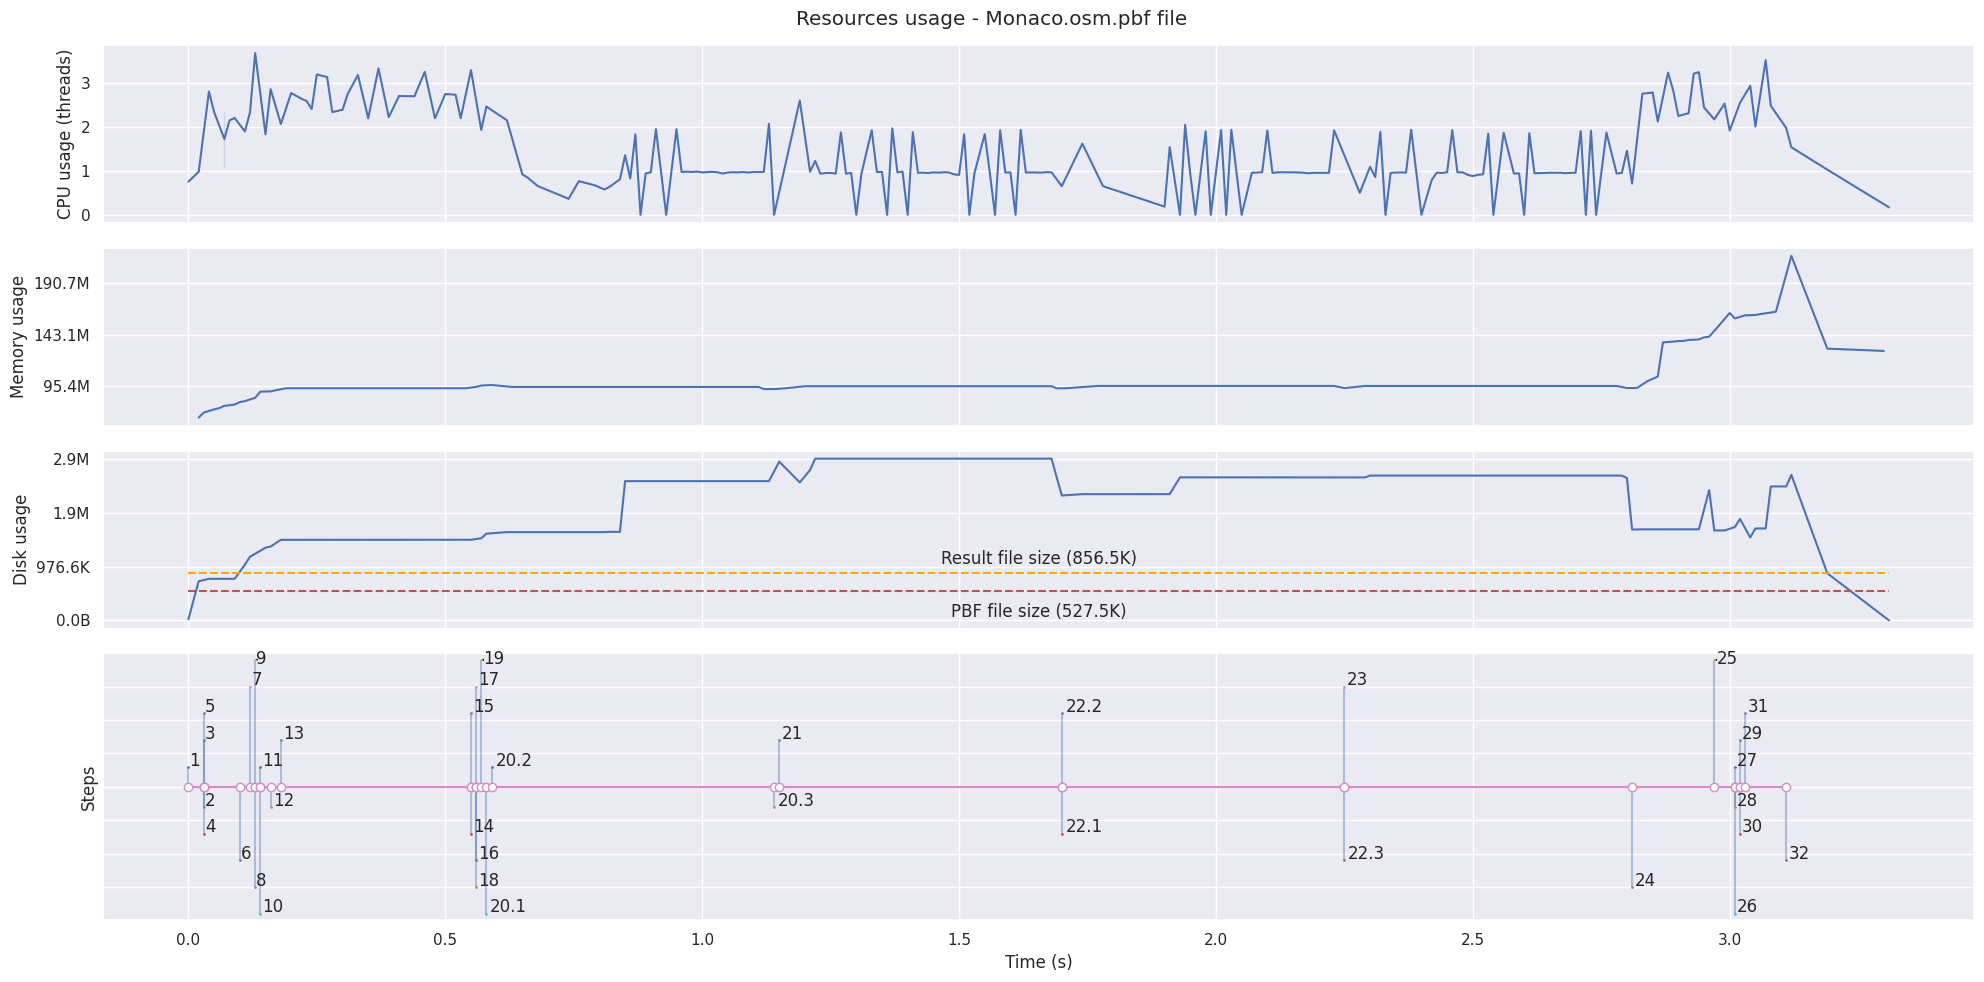 Resources usage - Monaco.osm.pbf file
CPU usage (threads)
3
2
1
0
Memory usage
190.7M
143.1M
95.4M
Disk usage
2.9M
1.9M
976.6K
0.0B
Result file size (856.5K)
PBF file size (527.5K)
Steps
9 19 25
7 17 23
5 15 22.2 31
3 13 21 29
1 11 20.2 27
2 12 20.3 28
4 14 22.1 30
6 16 22.3 32
8 18 24
10 20.1 26
0.0 0.5 1.0 1.5 2.0 2.5 3.0
Time (s)